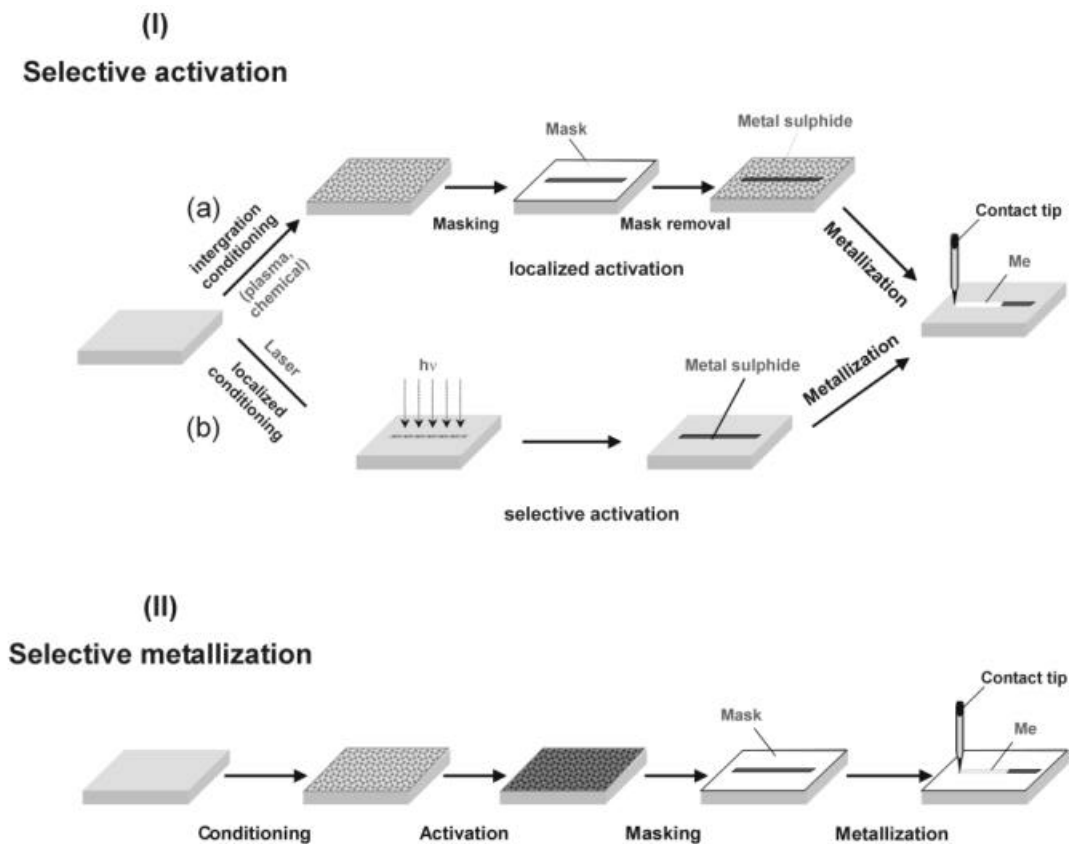 (I)
Selective activation
Mask
Metal sulphide
(a)
intergration
conditioning
(plasma,
chemical)
Masking
Mask removal
localized activation
Metallization
Contact tip
Me
Laser
localized
conditioning
(b)
hν
Metal sulphide
Metallization
selective activation
(II)
Selective metallization
Mask
Contact tip
Me
Conditioning
Activation
Masking
Metallization